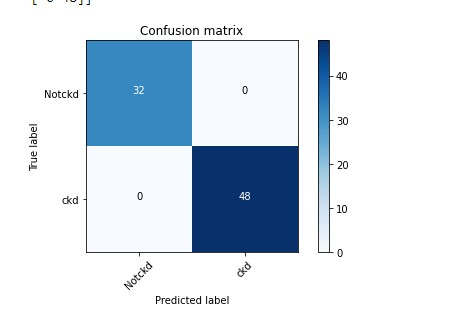 Confusion matrix
Notckd
32
0
40
30
20
10
0
True label
ckd
0
48
Notckd
ckd
Predicted label